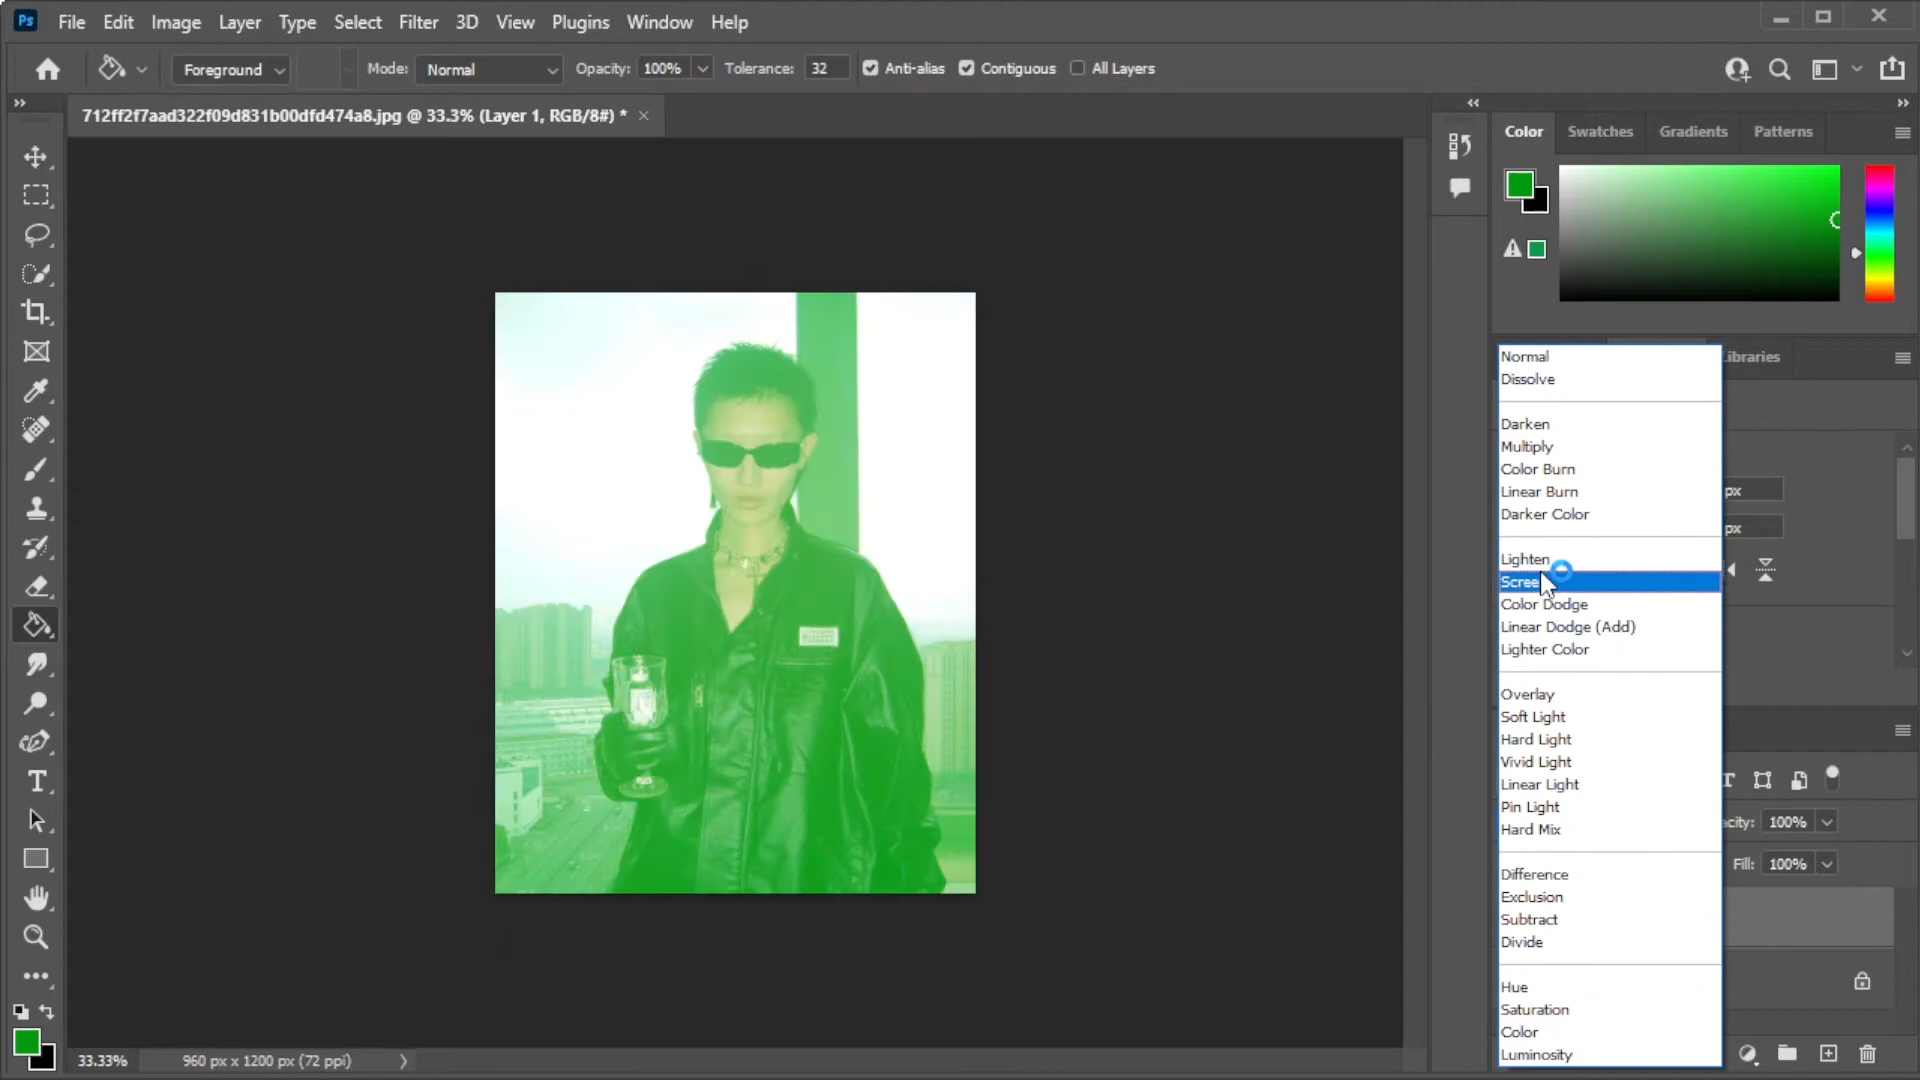 Ps File Edit Image Layer Type Select Filter 3D View Plugins Window Help
Foreground Mode: Normal Opacity: 100% Tolerance: 32 Anti-alias Contiguous All Layers
712ff2f7aad322f09d831b00dfd474a8.jpg @ 33.3% (Layer 1, RGB/8#) *
Color Swatches Gradients Patterns
Libraries
Normal
Dissolve
Darken
Multiply
Color Burn
Linear Burn
Darker Color
px
px
Lighten
Scree
Color Dodge
Linear Dodge (Add)
Lighter Color
Overlay
Soft Light
Hard Light
Vivid Light
Linear Light
Pin Light
Hard Mix
acity: 100%
Fill: 100%
Difference
Exclusion
Subtract
Divide
Hue
Saturation
Color
Luminosity
33.33% 960 px x 1200 px (72 ppi)